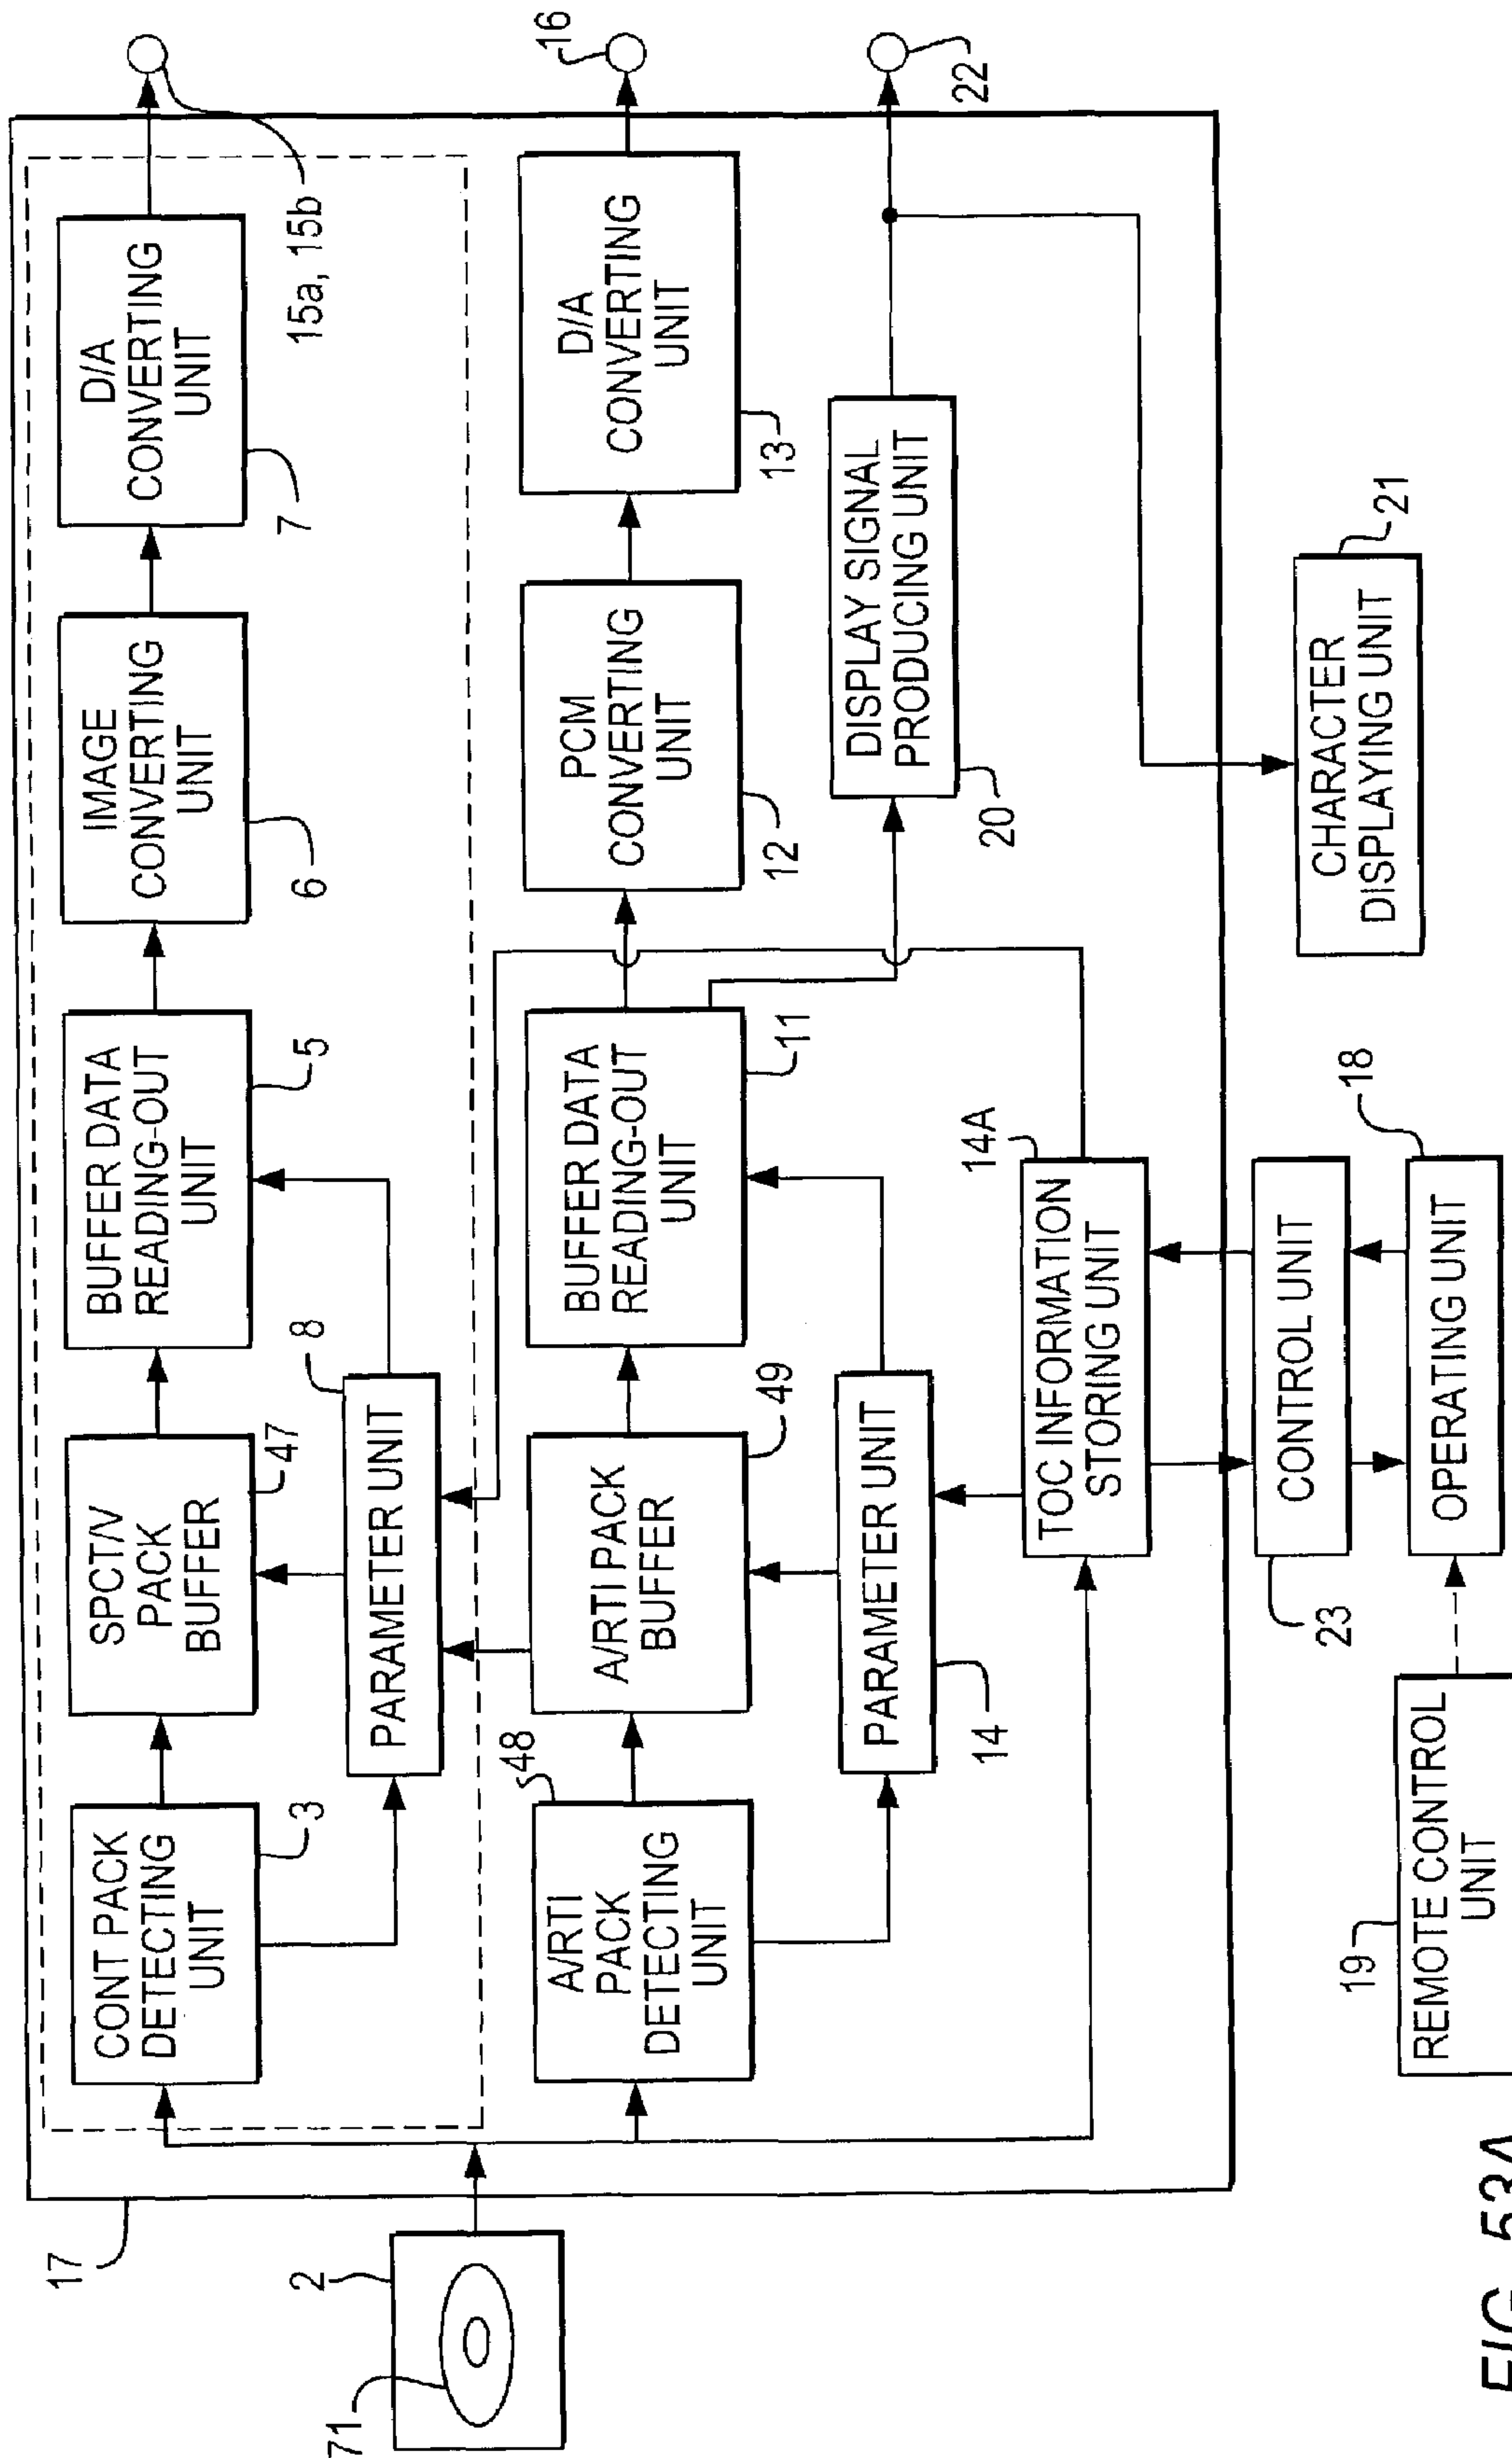 17
2
71
CONT PACK
DETECTING
UNIT
3
SPCT/V
PACK
BUFFER
47
BUFFER DATA
READING-OUT
UNIT
5
IMAGE
CONVERTING
UNIT
6
D/A
CONVERTING
UNIT
7
15a, 15b
PARAMETER UNIT
8
A/RTI
PACK
DETECTING
UNIT
48
A/RTI PACK
BUFFER
49
BUFFER DATA
READING-OUT
UNIT
11
PCM
CONVERTING
UNIT
12
D/A
CONVERTING
UNIT
13
16
PARAMETER UNIT
14
DISPLAY SIGNAL
PRODUCING UNIT
20
22
TOC INFORMATION
STORING UNIT
14A
CONTROL UNIT
23
OPERATING UNIT
18
CHARACTER
DISPLAYING UNIT
21
19
REMOTE CONTROL
UNIT
FIG. 53A